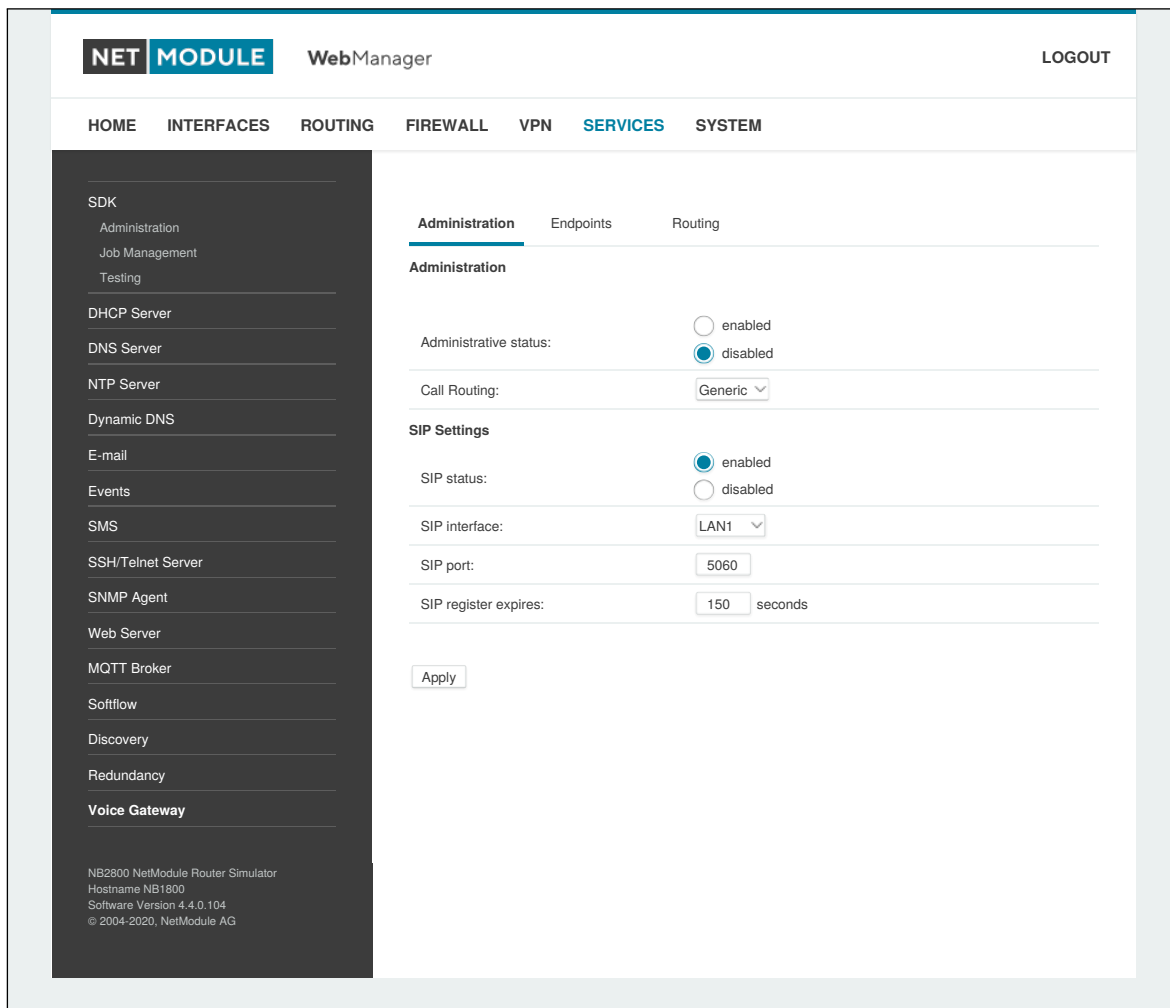 NET MODULE WebManager LOGOUT
HOME INTERFACES ROUTING FIREWALL VPN SERVICES SYSTEM
SDK
Administration
Job Management
Testing
DHCP Server
DNS Server
NTP Server
Dynamic DNS
E-mail
Events
SMS
SSH/Telnet Server
SNMP Agent
Web Server
MQTT Broker
Softflow
Discovery
Redundancy
Voice Gateway
NB2800 NetModule Router Simulator
Hostname NB1800
Software Version 4.4.0.104
© 2004-2020, NetModule AG
Administration Endpoints Routing
Administration
Administrative status:
enabled
disabled
Call Routing: Generic
SIP Settings
SIP status:
enabled
disabled
SIP interface: LAN1
SIP port: 5060
SIP register expires: 150 seconds
Apply